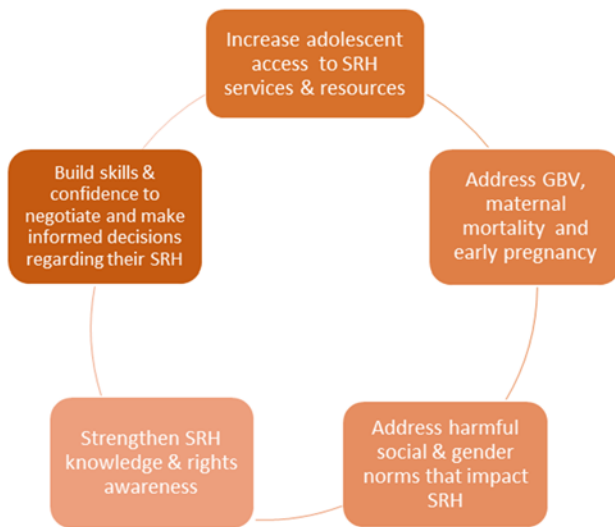 Increase adolescent
access to SRH
services & resources
Address GBV,
maternal
mortality and
early pregnancy
Address harmful
social & gender
norms that impact
SRH
Strengthen SRH
knowledge & rights
awareness
Build skills &
confidence to
negotiate and make
informed decisions
regarding their SRH